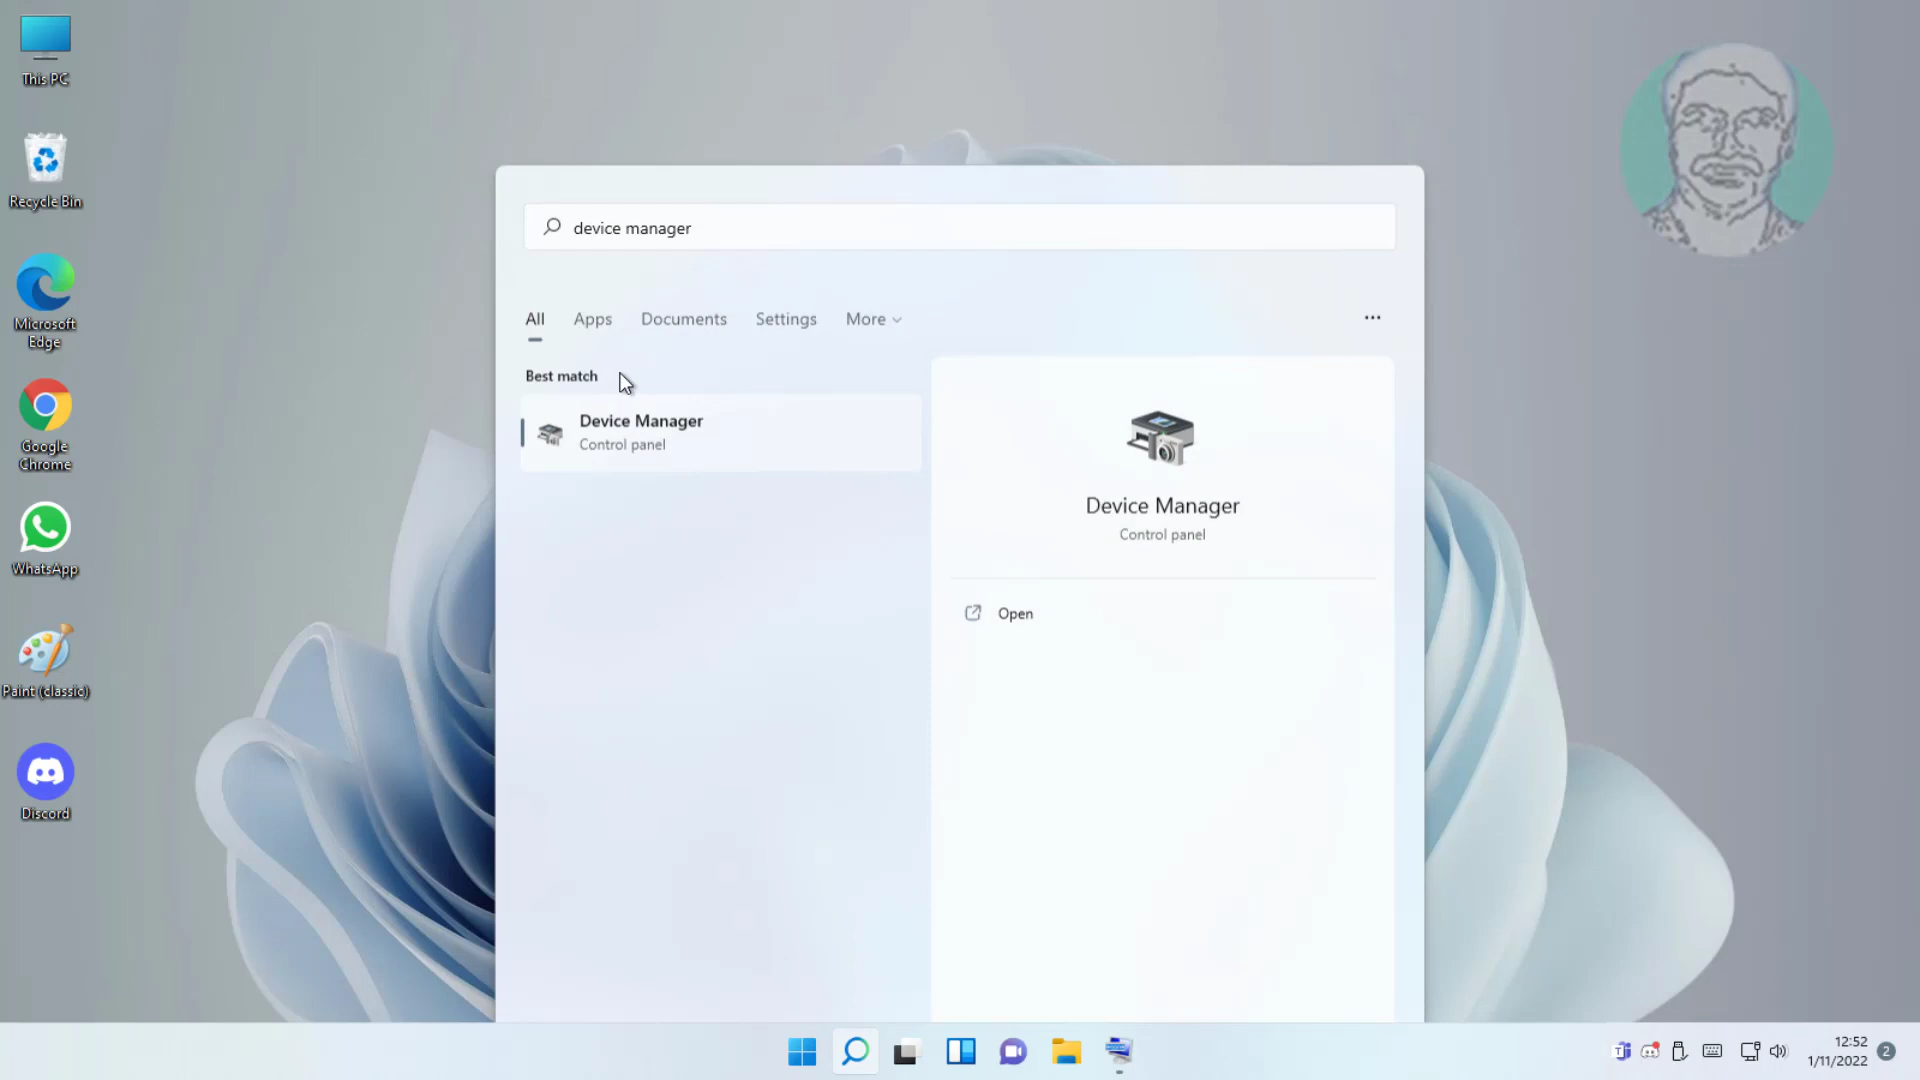 This PC
Recycle Bin
Microsoft
Edge
Google
Chrome
WhatsApp
Paint (classic)
Discord
device manager
All Apps Documents Settings More
Best match
Device Manager
Control panel
Device Manager
Control panel
Open
12:52
1/11/2022
2